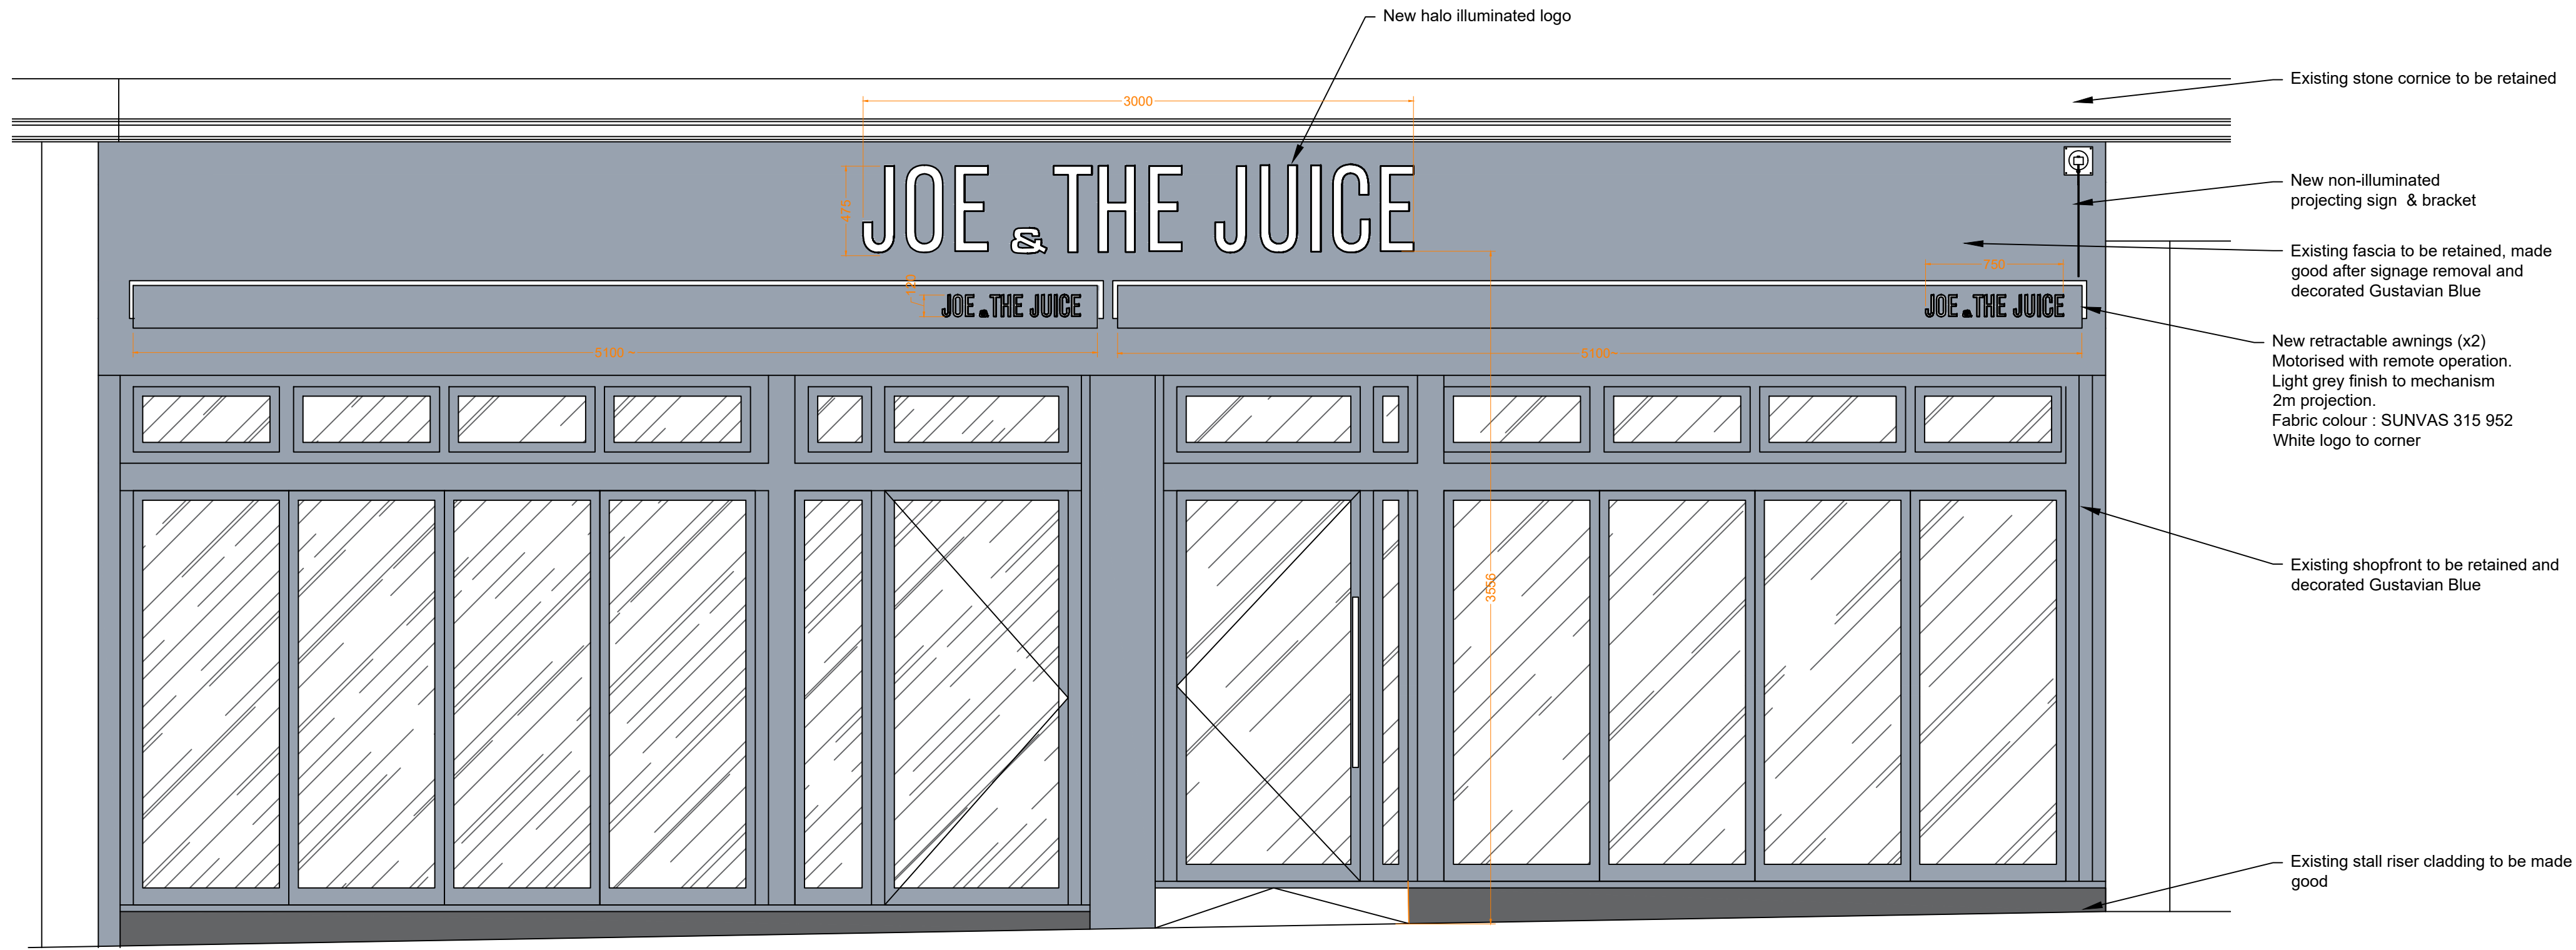 New halo illuminated logo
Existing stone cornice to be retained
3000
JOE & THE JUICE
475
New non-illuminated
projecting sign & bracket
Existing fascia to be retained, made
good after signage removal and
decorated Gustavian Blue
750
JOE & THE JUICE
JOE & THE JUICE
5100
5100
New retractable awnings (x2)
Motorised with remote operation.
Light grey finish to mechanism
2m projection.
Fabric colour : SUNVAS 315 952
White logo to corner
3556
Existing shopfront to be retained and
decorated Gustavian Blue
Existing stall riser cladding to be made
good